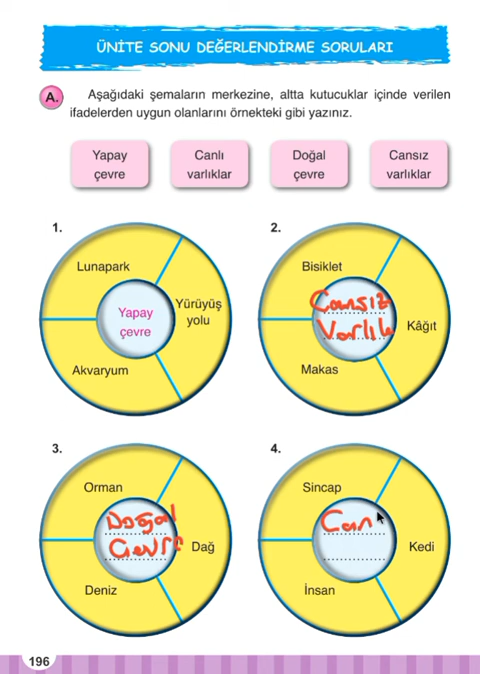 ÜNİTE SONU DEĞERLENDİRME SORULARI
A. Aşağıdaki şemaların merkezine, altta kutucuklar içinde verilen
ifadelerden uygun olanlarını örnekteki gibi yazınız.
Yapay
çevre
Canlı
varlıklar
Doğal
çevre
Cansız
varlıklar
1.
Lunapark
Yürüyüş
yolu
Akvaryum
Yapay
çevre
2.
Bisiklet
Kâğıt
Makas
Cansız
Varlık
3.
Orman
Dağ
Deniz
Doğal
Çevre
4.
Sincap
Kedi
İnsan
Can
196